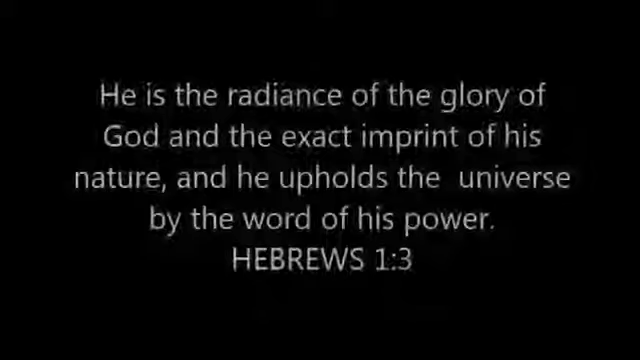 He is the radiance of the glory of
God and the exact imprint of his
nature, and he upholds the universe
by the word of his power.
HEBREWS 1:3